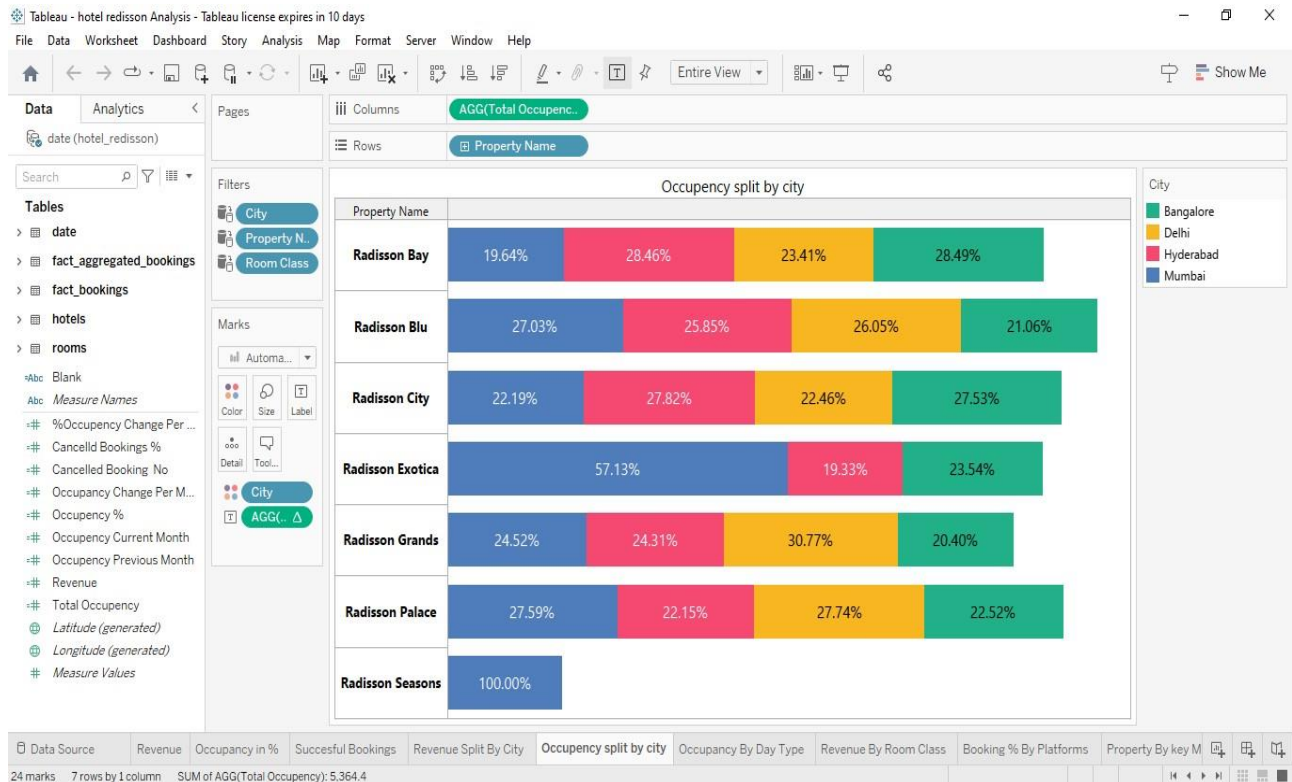 Tableau - hotel redisson Analysis - Tableau license expires in 10 days
File Data Worksheet Dashboard Story Analysis Map Format Server Window Help
Entire View
Show Me
Data Analytics
date (hotel_redisson)
Search
Tables
date
fact_aggregated_bookings
fact_bookings
hotels
rooms
Abc Blank
Abc Measure Names
%Occupency Change Per ...
Cancelld Bookings %
Cancelled Booking No
Occupancy Change Per M...
Occupency %
Occupency Current Month
Occupency Previous Month
Revenue
Total Occupency
Latitude (generated)
Longitude (generated)
Measure Values
Pages
Filters
City
Property N..
Room Class
Marks
Automa...
Color Size Label
Detail Tool...
City
AGG(.. Δ
Columns AGG(Total Occupenc..
Rows Property Name
Occupency split by city
Property Name
Radisson Bay 19.64% 28.46% 23.41% 28.49%
Radisson Blu 27.03% 25.85% 26.05% 21.06%
Radisson City 22.19% 27.82% 22.46% 27.53%
Radisson Exotica 57.13% 19.33% 23.54%
Radisson Grands 24.52% 24.31% 30.77% 20.40%
Radisson Palace 27.59% 22.15% 27.74% 22.52%
Radisson Seasons 100.00%
City
Bangalore
Delhi
Hyderabad
Mumbai
Data Source Revenue Occupancy in % Succesful Bookings Revenue Split By City Occupency split by city Occupancy By Day Type Revenue By Room Class Booking % By Platforms Property By key M
24 marks 7 rows by 1 column SUM of AGG(Total Occupency): 5,364.4